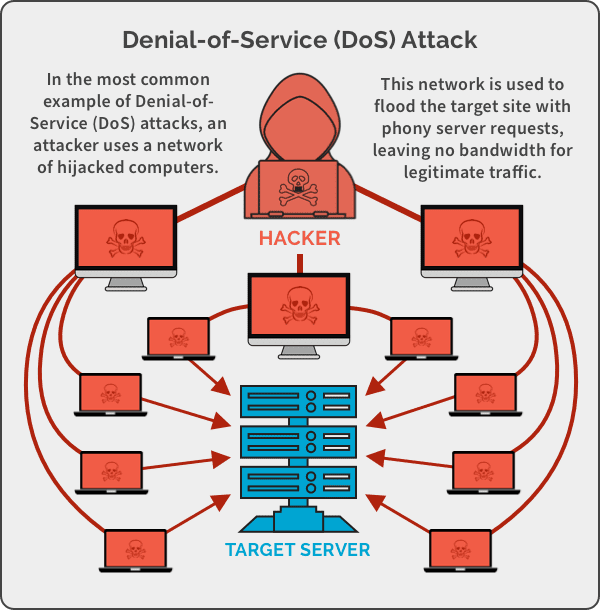 Denial-of-Service (DoS) Attack
In the most common
example of Denial-of-
Service (DoS) attacks, an
attacker uses a network
of hijacked computers.
This network is used to
flood the target site with
phony server requests,
leaving no bandwidth for
legitimate traffic.
HACKER
TARGET SERVER